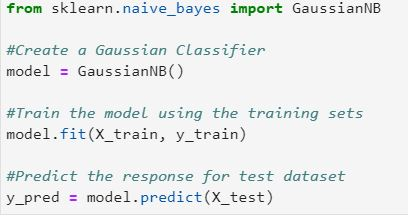 from sklearn.naive_bayes import GaussianNB
#Create a Gaussian Classifier
model = GaussianNB()
#Train the model using the training sets
model.fit(X_train, y_train)
#Predict the response for test dataset
y_pred = model.predict(X_test)